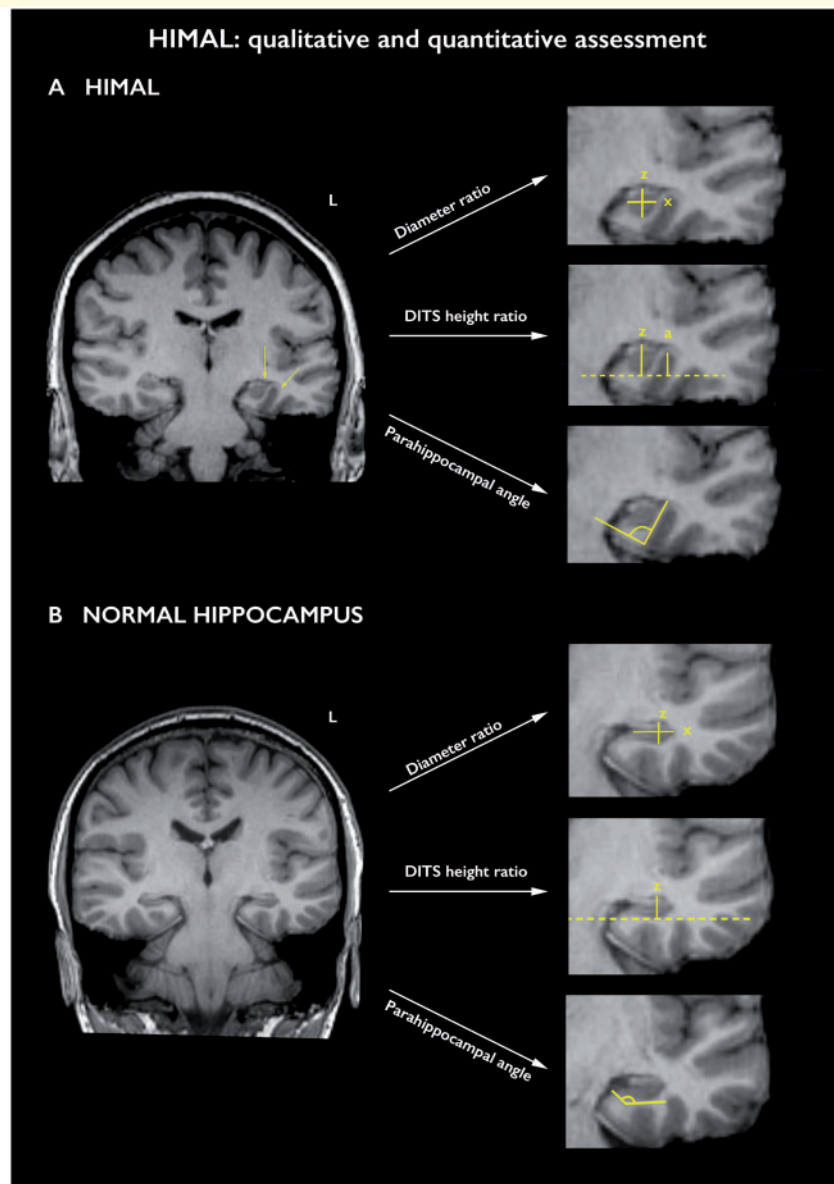 HIMAL: qualitative and quantitative assessment
A HIMAL
L
Diameter ratio
z
x
DITS height ratio
z
a
Parahippocampal angle
B NORMAL HIPPOCAMPUS
L
Diameter ratio
z
x
DITS height ratio
z
Parahippocampal angle